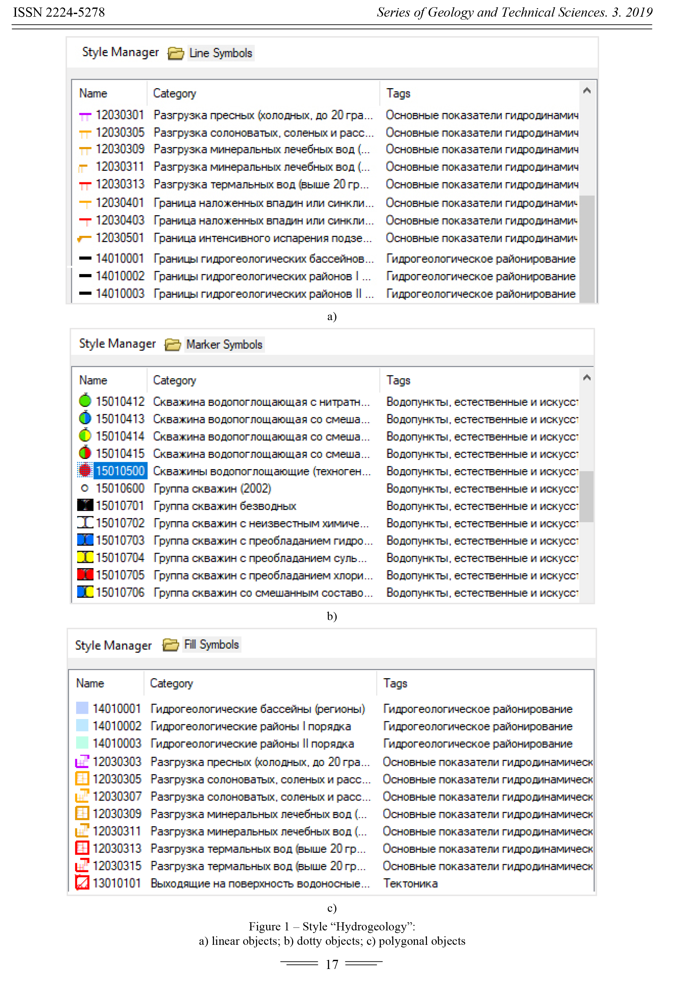 ISSN 2224-5278 Series of Geology and Technical Sciences. 3. 2019
Style Manager Line Symbols
Name Category Tags
12030301 Разгрузка пресных (холодных, до 20 гра... Основные показатели гидродинамич
12030305 Разгрузка солоноватых, соленых и расс... Основные показатели гидродинамич
12030309 Разгрузка минеральных лечебных вод (... Основные показатели гидродинамич
12030311 Разгрузка минеральных лечебных вод (... Основные показатели гидродинамич
12030313 Разгрузка термальных вод (выше 20 гр... Основные показатели гидродинамич
12030401 Граница наложенных впадин или синкли... Основные показатели гидродинамич
12030403 Граница наложенных впадин или синкли... Основные показатели гидродинамич
12030501 Граница интенсивного испарения подзе... Основные показатели гидродинамич
14010001 Границы гидрогеологических бассейнов... Гидрогеологическое районирование
14010002 Границы гидрогеологических районов I ... Гидрогеологическое районирование
14010003 Границы гидрогеологических районов II ... Гидрогеологическое районирование
a)
Style Manager Marker Symbols
Name Category Tags
15010412 Скважина водопоглощающая с нитратн... Водопункты, естественные и искусст
15010413 Скважина водопоглощающая со смеша... Водопункты, естественные и искусст
15010414 Скважина водопоглощающая со смеша... Водопункты, естественные и искусст
15010415 Скважина водопоглощающая со смеша... Водопункты, естественные и искусст
15010500 Скважины водопоглощающие (техноген... Водопункты, естественные и искусст
15010600 Группа скважин (2002) Водопункты, естественные и искусст
15010701 Группа скважин безводных Водопункты, естественные и искусст
15010702 Группа скважин с неизвестным химиче... Водопункты, естественные и искусст
15010703 Группа скважин с преобладанием гидро... Водопункты, естественные и искусст
15010704 Группа скважин с преобладанием суль... Водопункты, естественные и искусст
15010705 Группа скважин с преобладанием хлори... Водопункты, естественные и искусст
15010706 Группа скважин со смешанным составо... Водопункты, естественные и искусст
b)
Style Manager Fill Symbols
Name Category Tags
14010001 Гидрогеологические бассейны (регионы) Гидрогеологическое районирование
14010002 Гидрогеологические районы I порядка Гидрогеологическое районирование
14010003 Гидрогеологические районы II порядка Гидрогеологическое районирование
12030303 Разгрузка пресных (холодных, до 20 гра... Основные показатели гидродинамическ
12030305 Разгрузка солоноватых, соленых и расс... Основные показатели гидродинамическ
12030307 Разгрузка солоноватых, соленых и расс... Основные показатели гидродинамическ
12030309 Разгрузка минеральных лечебных вод (... Основные показатели гидродинамическ
12030311 Разгрузка минеральных лечебных вод (... Основные показатели гидродинамическ
12030313 Разгрузка термальных вод (выше 20 гр... Основные показатели гидродинамическ
12030315 Разгрузка термальных вод (выше 20 гр... Основные показатели гидродинамическ
13010101 Выходящие на поверхность водоносные... Тектоника
c)
Figure 1 – Style “Hydrogeology”:
a) linear objects; b) dotty objects; c) polygonal objects
17